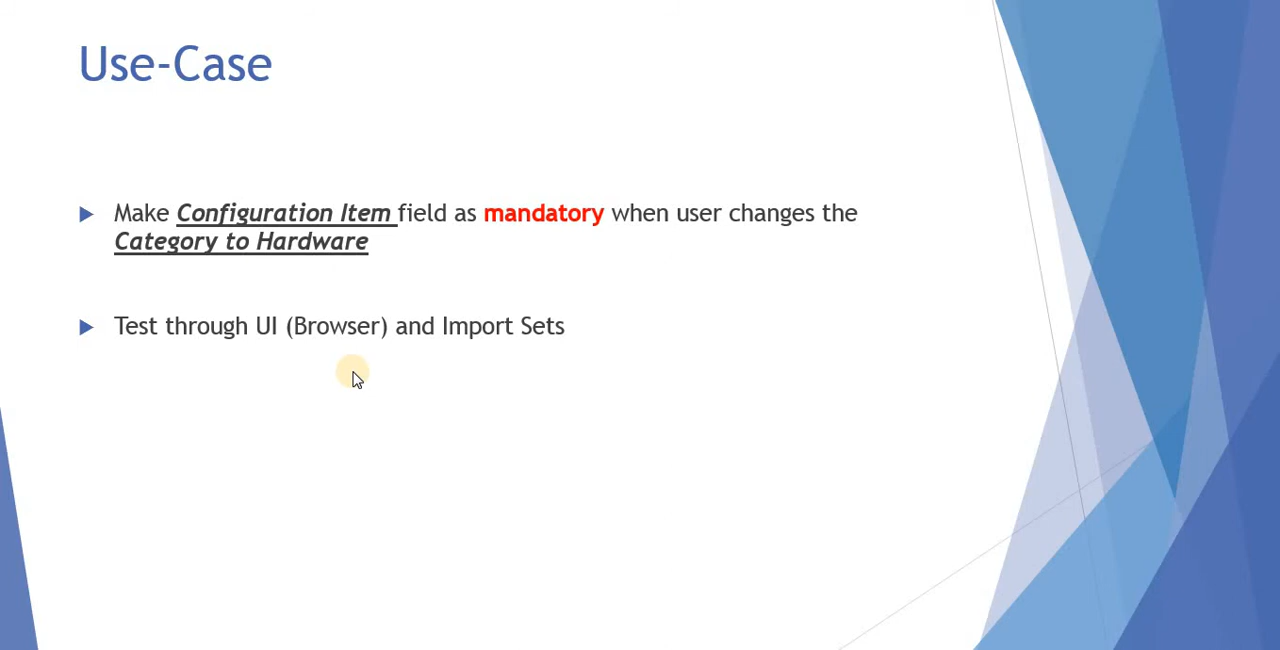 Use-Case
Make Configuration Item field as mandatory when user changes the
Category to Hardware
Test through UI (Browser) and Import Sets